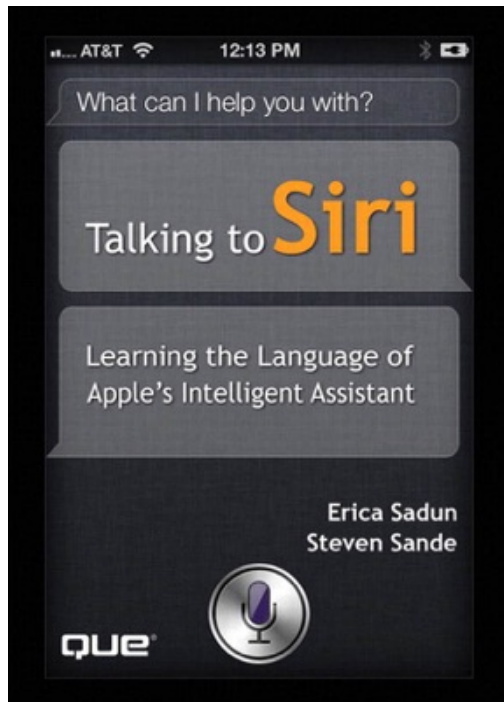 AT&T 12:13 PM
What can I help you with?
Talking to Siri
Learning the Language of
Apple's Intelligent Assistant
Erica Sadun
Steven Sande
que®